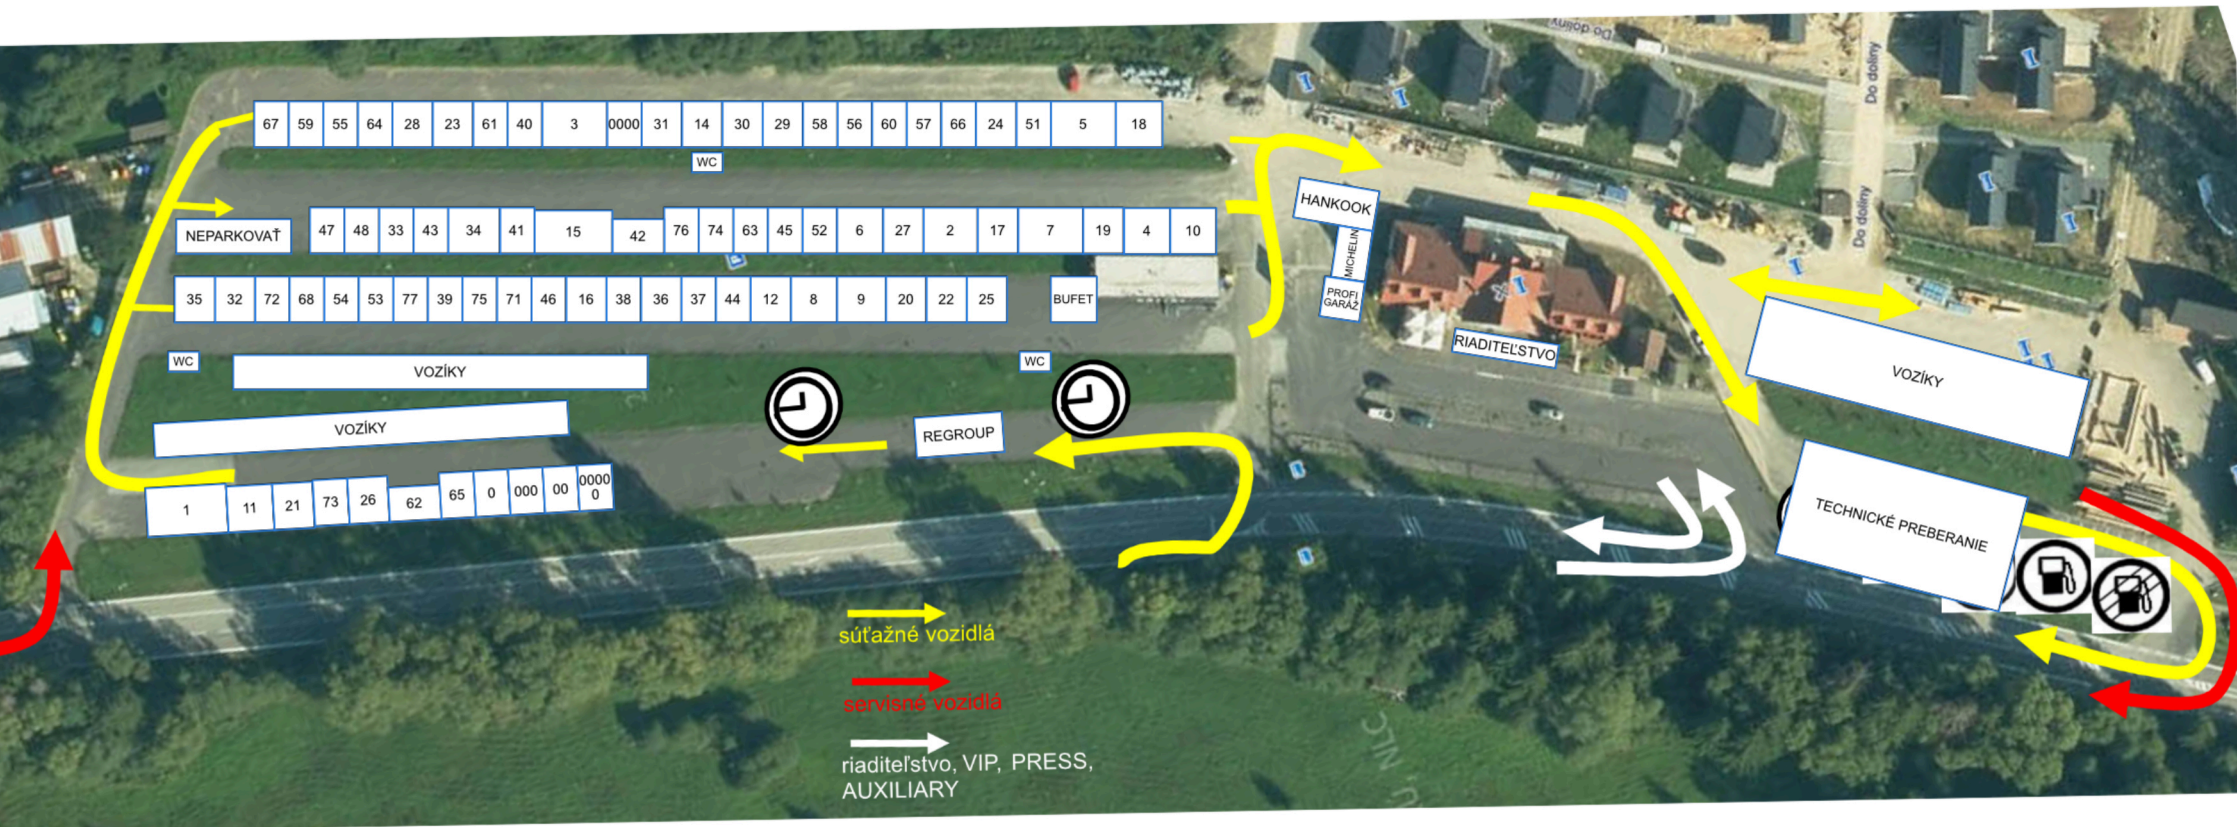 Do doliny
Do doliny
67 59 55 64 28 23 61 40 3 0000 31 14 30 29 58 56 60 57 66 24 51 5 18
WC
HANKOOK
Do doliny
NEPARKOVAŤ 47 48 33 43 34 41 15 42 76 74 63 45 52 6 27 2 17 7 19 4 10
MICHELIN
P
35 32 72 68 54 53 77 39 75 71 46 16 38 36 37 44 12 8 9 20 22 25 BUFET
PROFI
GARÁŽ
RIADITEĽSTVO
WC
VOZÍKY
WC
VOZÍKY
VOZÍKY
REGROUP
1 11 21 73 26 62 65 0 000 00 0000
0
TECHNICKÉ PREBERANIE
súťažné vozidlá
servisné vozidlá
riaditeľstvo, VIP, PRESS,
AUXILIARY